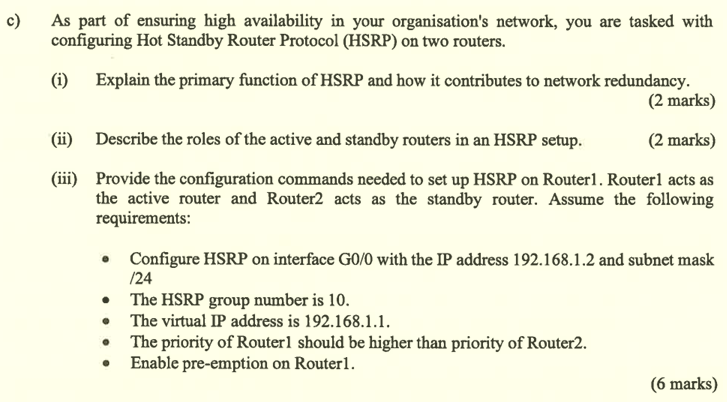 c) As part of ensuring high availability in your organisation's network, you are tasked with
configuring Hot Standby Router Protocol (HSRP) on two routers.
(i) Explain the primary function of HSRP and how it contributes to network redundancy.
(2 marks)
(ii) Describe the roles of the active and standby routers in an HSRP setup. (2 marks)
(iii) Provide the configuration commands needed to set up HSRP on Router1. Router1 acts as
the active router and Router2 acts as the standby router. Assume the following
requirements:
• Configure HSRP on interface G0/0 with the IP address 192.168.1.2 and subnet mask
/24
• The HSRP group number is 10.
• The virtual IP address is 192.168.1.1.
• The priority of Router1 should be higher than priority of Router2.
• Enable pre-emption on Router1.
(6 marks)